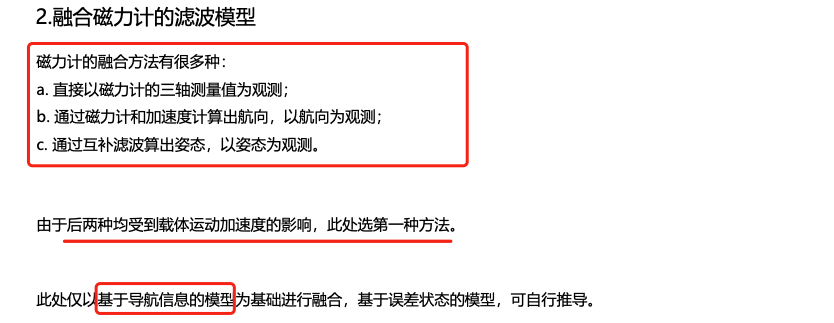 2.融合磁力计的滤波模型
磁力计的融合方法有很多种：
a. 直接以磁力计的三轴测量值为观测；
b. 通过磁力计和加速度计算出航向，以航向为观测；
c. 通过互补滤波算出姿态，以姿态为观测。
由于后两种均受到载体运动加速度的影响，此处选第一种方法。
此处仅以基于导航信息的模型为基础进行融合，基于误差状态的模型，可自行推导。